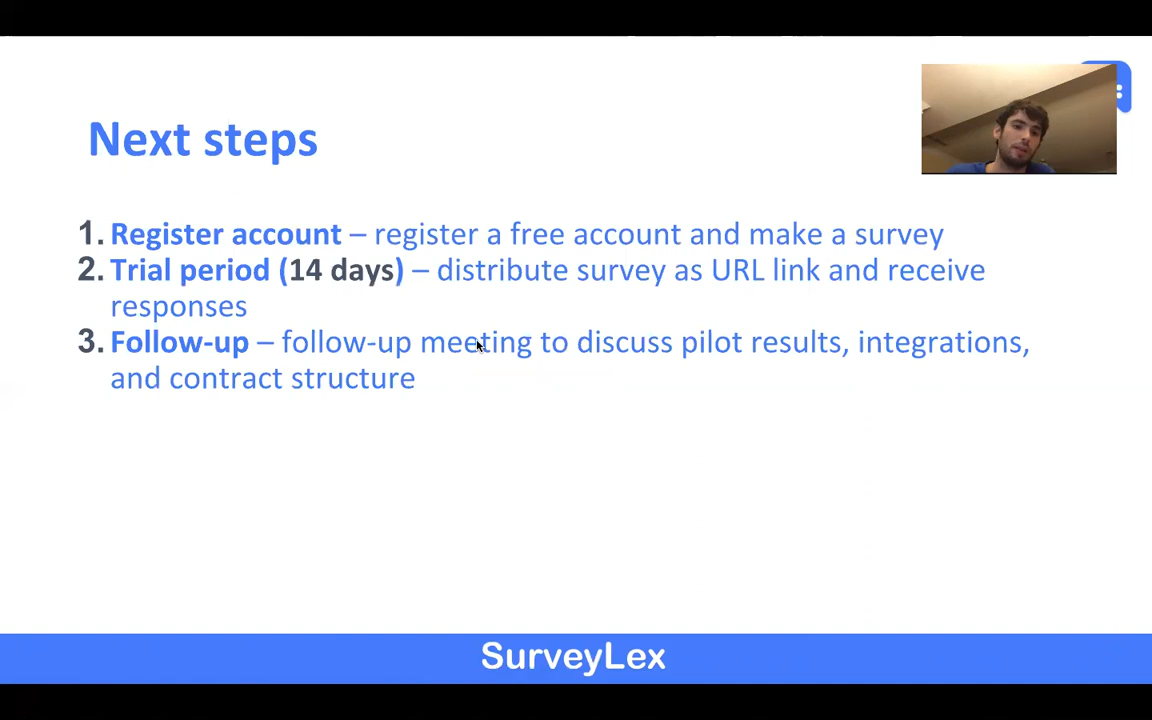 Next steps
1. Register account – register a free account and make a survey
2. Trial period (14 days) – distribute survey as URL link and receive
responses
3. Follow-up – follow-up meeting to discuss pilot results, integrations,
and contract structure
SurveyLex